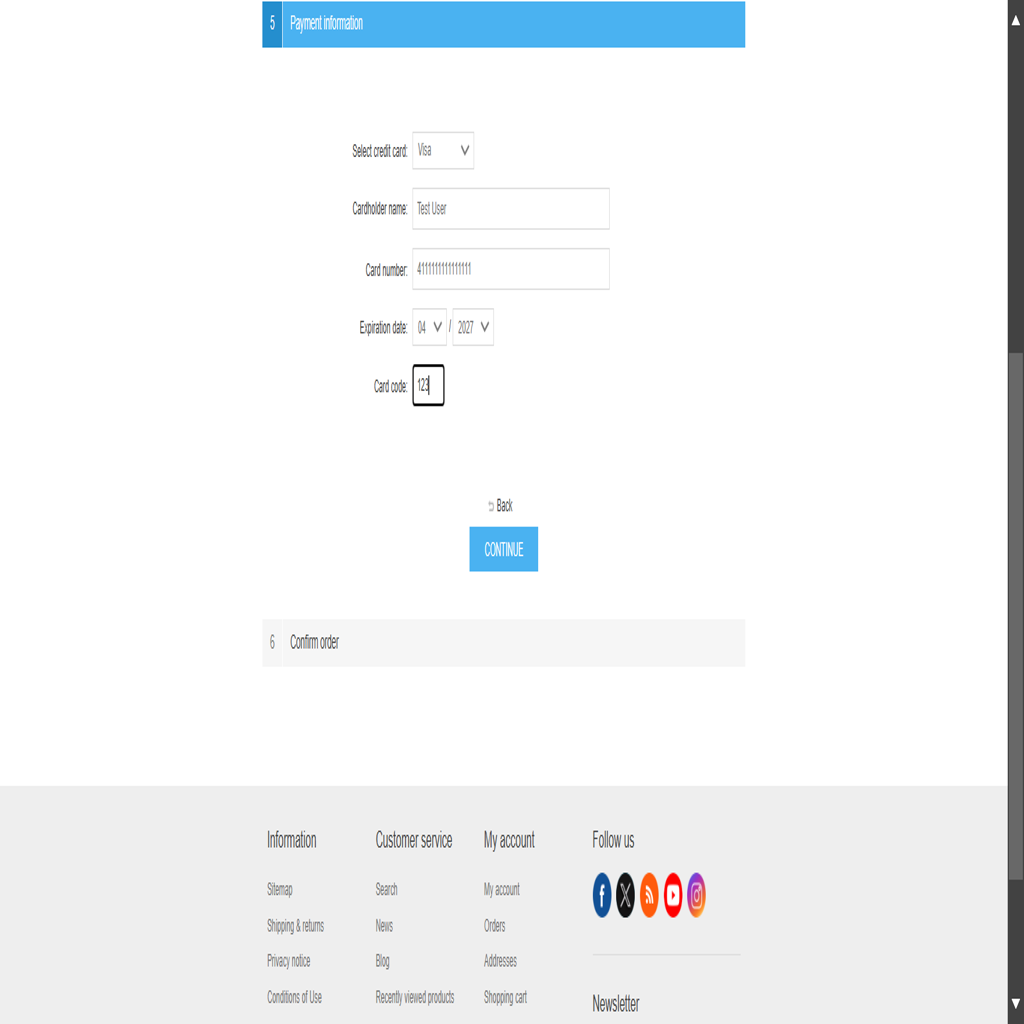 5 Payment information
Select credit card: Visa
Cardholder name: Test User
Card number: 4111111111111111
Expiration date: 04 / 2027
Card code: 123
Back
CONTINUE
6 Confirm order
Information Customer service My account Follow us
Sitemap Search My account
Shipping & returns News Orders
Privacy notice Blog Addresses
Conditions of Use Recently viewed products Shopping cart
Newsletter